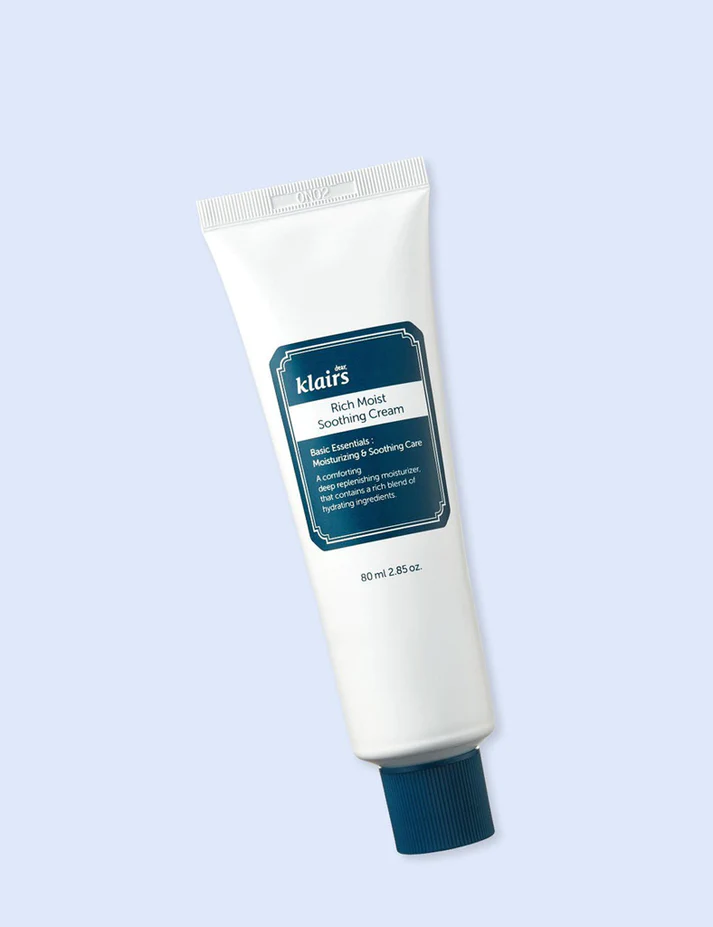 dear,
klairs
Rich Moist
Soothing Cream
Basic Essentials :
Moisturizing & Soothing Care
A comforting
deep replenishing moisturizer,
that contains a rich blend of
hydrating ingredients.
80 ml 2.85 oz.